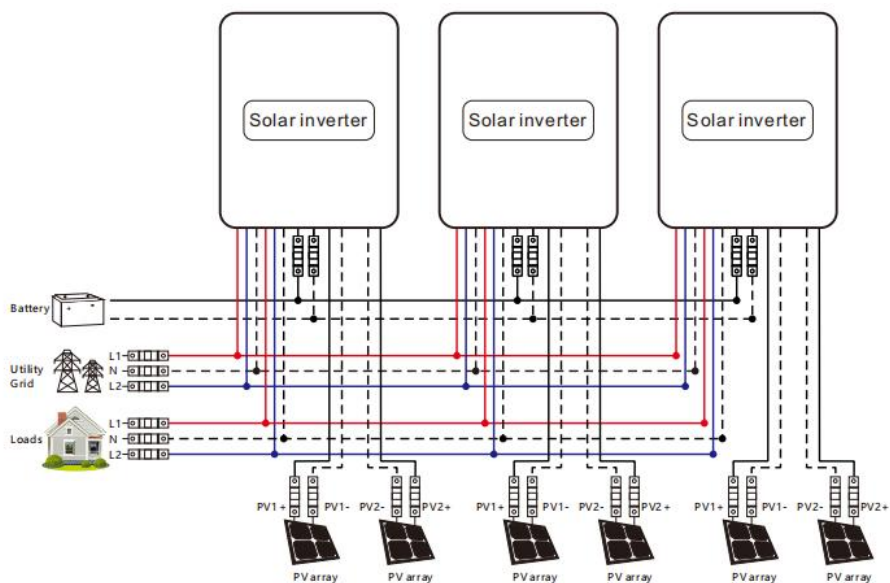 Solar inverter
Solar inverter
Solar inverter
Battery
Utility
Grid
L1
N
L2
Loads
L1
N
L2
PV1+
PV1-
PV2-
PV2+
PV1+
PV1-
PV2-
PV2+
PV1+
PV1-
PV2-
PV2+
PV array
PV array
PV array
PV array
PV array
PV array